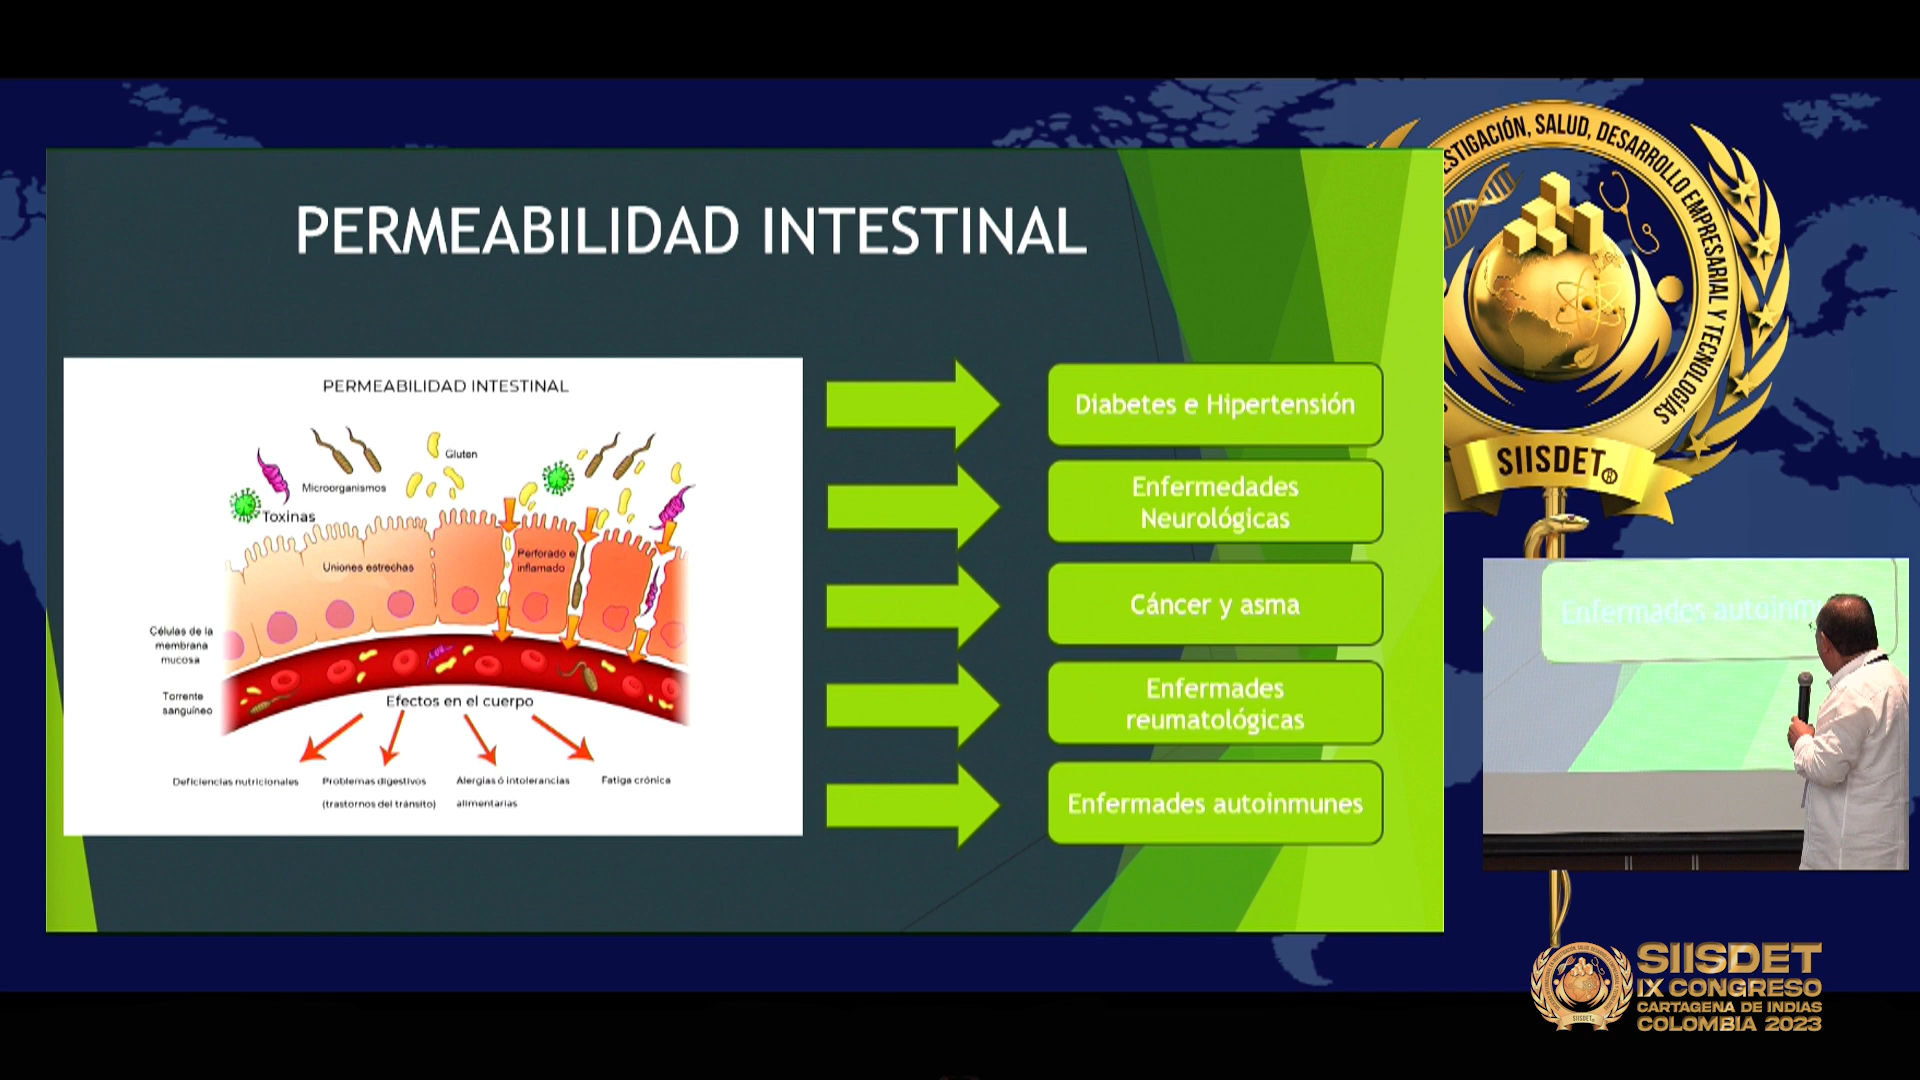 PERMEABILIDAD INTESTINAL
PERMEABILIDAD INTESTINAL
Gluten
Microorganismos
Toxinas
Uniones estrechas
Perforado e
inflamado
Células de la
membrana
mucosa
Torrente
sanguíneo
Efectos en el cuerpo
Deficiencias nutricionales
Problemas digestivos
(trastornos del tránsito)
Alergias ó intolerancias
alimentarias
Fatiga crónica
Diabetes e Hipertensión
Enfermedades
Neurológicas
Cáncer y asma
Enfermades
reumatológicas
Enfermades autoinmunes
STIGACIÓN, SALUD, DESARROLLO EMPRESARIAL Y TECNOLOGÍAS
SIISDET®
Enfermades autoinm
SIISDET
SIISDET
IX CONGRESO
CARTAGENA DE INDIAS
COLOMBIA 2023